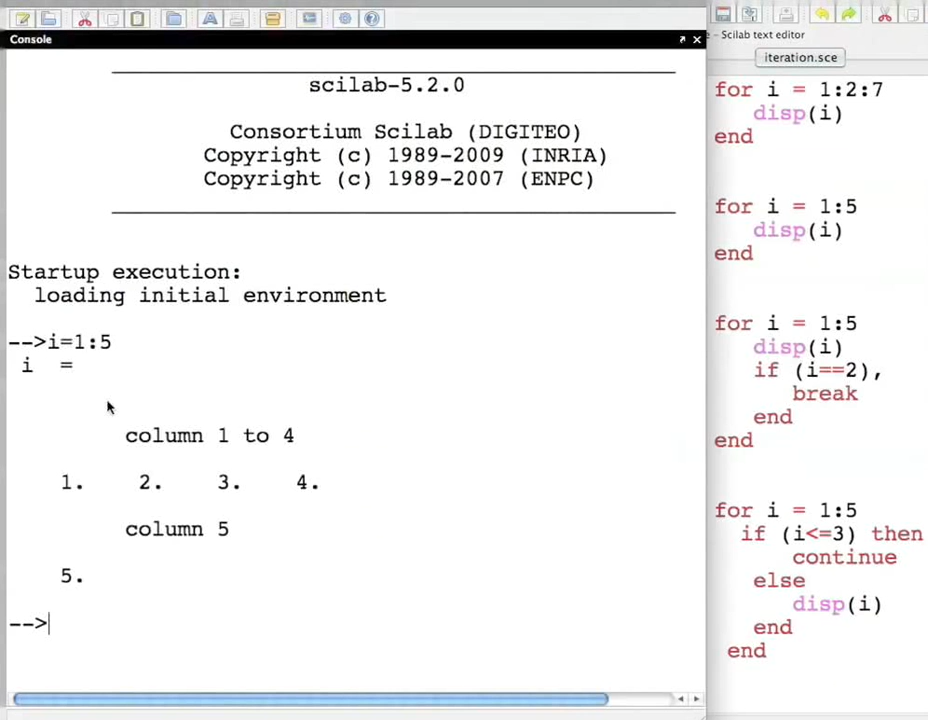 Console
scilab-5.2.0
Consortium Scilab (DIGITEO)
Copyright (c) 1989-2009 (INRIA)
Copyright (c) 1989-2007 (ENPC)
Startup execution:
loading initial environment
-->i=1:5
i =
column 1 to 4
1. 2. 3. 4.
column 5
5.
-->
- Scilab text editor
iteration.sce
for i = 1:2:7
disp(i)
end
for i = 1:5
disp(i)
end
for i = 1:5
disp(i)
if (i==2),
break
end
end
for i = 1:5
if (i<=3) then
continue
else
disp(i)
end
end